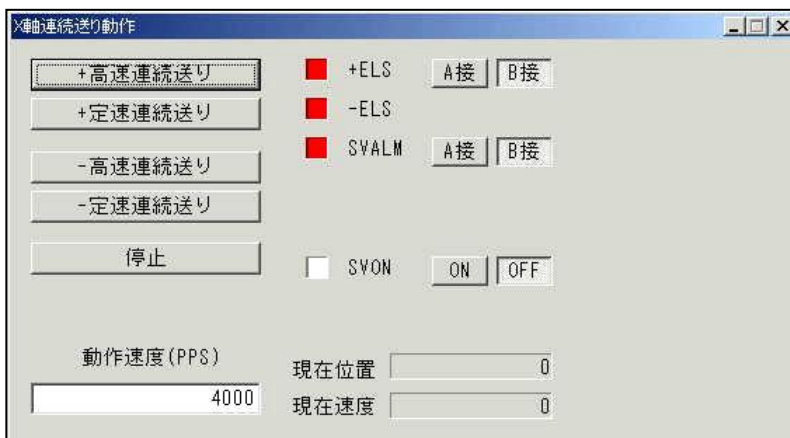 X軸連続送り動作
+高速連続送り
+定速連続送り
-高速連続送り
-定速連続送り
停止
+ELS A接 B接
-ELS
SVALM A接 B接
SVON ON OFF
動作速度(PPS)
4000
現在位置 0
現在速度 0